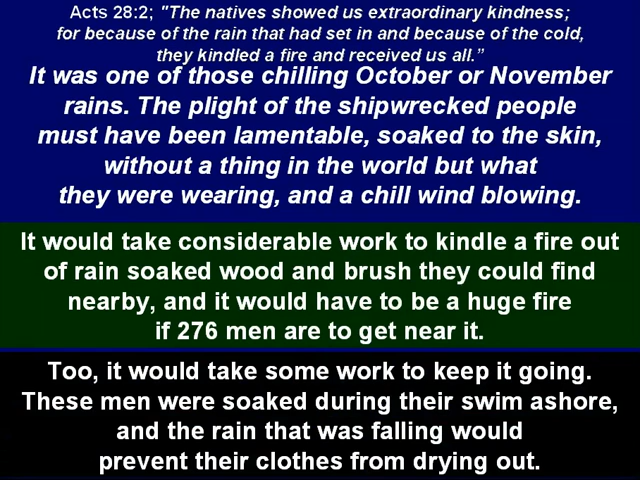 Acts 28:2; "The natives showed us extraordinary kindness;
for because of the rain that had set in and because of the cold,
they kindled a fire and received us all.”
It was one of those chilling October or November
rains. The plight of the shipwrecked people
must have been lamentable, soaked to the skin,
without a thing in the world but what
they were wearing, and a chill wind blowing.
It would take considerable work to kindle a fire out
of rain soaked wood and brush they could find
nearby, and it would have to be a huge fire
if 276 men are to get near it.
Too, it would take some work to keep it going.
These men were soaked during their swim ashore,
and the rain that was falling would
prevent their clothes from drying out.